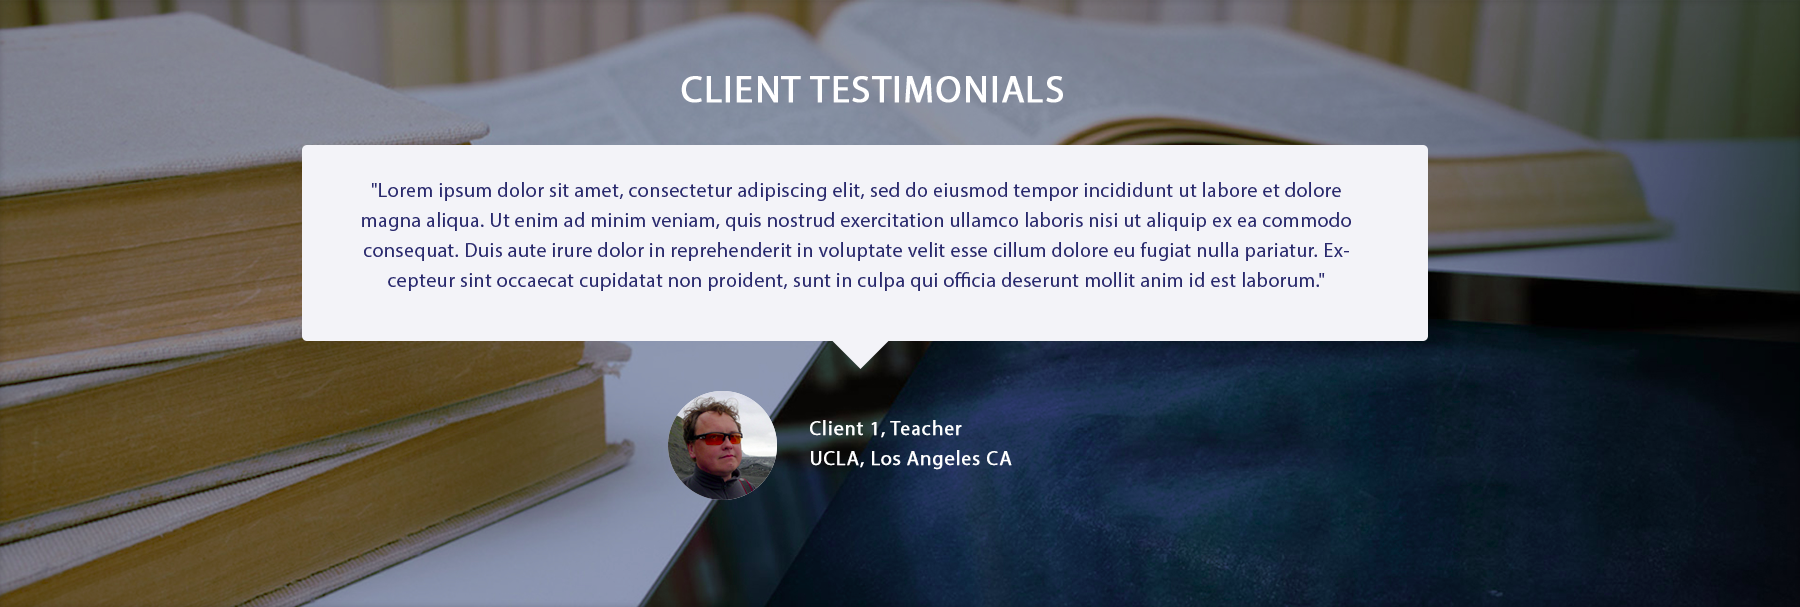 CLIENT TESTIMONIALS
"Lorem ipsum dolor sit amet, consectetur adipiscing elit, sed do eiusmod tempor incididunt ut labore et dolore
magna aliqua. Ut enim ad minim veniam, quis nostrud exercitation ullamco laboris nisi ut aliquip ex ea commodo
consequat. Duis aute irure dolor in reprehenderit in voluptate velit esse cillum dolore eu fugiat nulla pariatur. Ex-
cepteur sint occaecat cupidatat non proident, sunt in culpa qui officia deserunt mollit anim id est laborum."
Client 1, Teacher
UCLA, Los Angeles CA